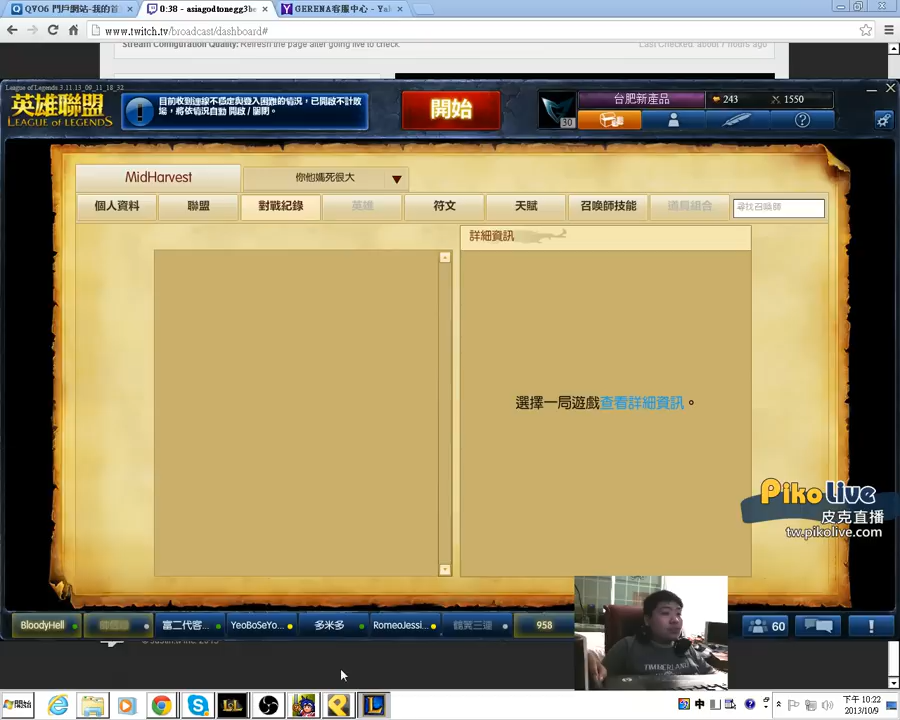 QVO6 門戶網站-我的首
0:38 - asiagodtonegg3be
GERENA客服中心 - Ya
www.twitch.tv/broadcast/dashboard#
Stream Configuration Quality: Refresh the page after going live to check.
Last Checked: about 7 hours ago
League of Legends 3.11.13_09_11_18_32
英雄聯盟
LEAGUE OF LEGENDS
目前收到連線不穩定與登入困難的情況，已開啟不計敗
場，將依情況自動 開啟 / 關閉。
開始
30
台肥新產品
243
1550
MidHarvest
你他媽死很大
個人資料
聯盟
對戰紀錄
英雄
符文
天賦
召喚師技能
道具組合
尋找召喚師
詳細資訊
選擇一局遊戲查看詳細資訊。
PikoLive
皮克直播
tw.pikolive.com
BloodyHell
富二代客...
YeoBoSeYo...
多米多
RomeoJessi...
958
60
TIMBERLAND
開始
中
下午 10:22
2013/10/9